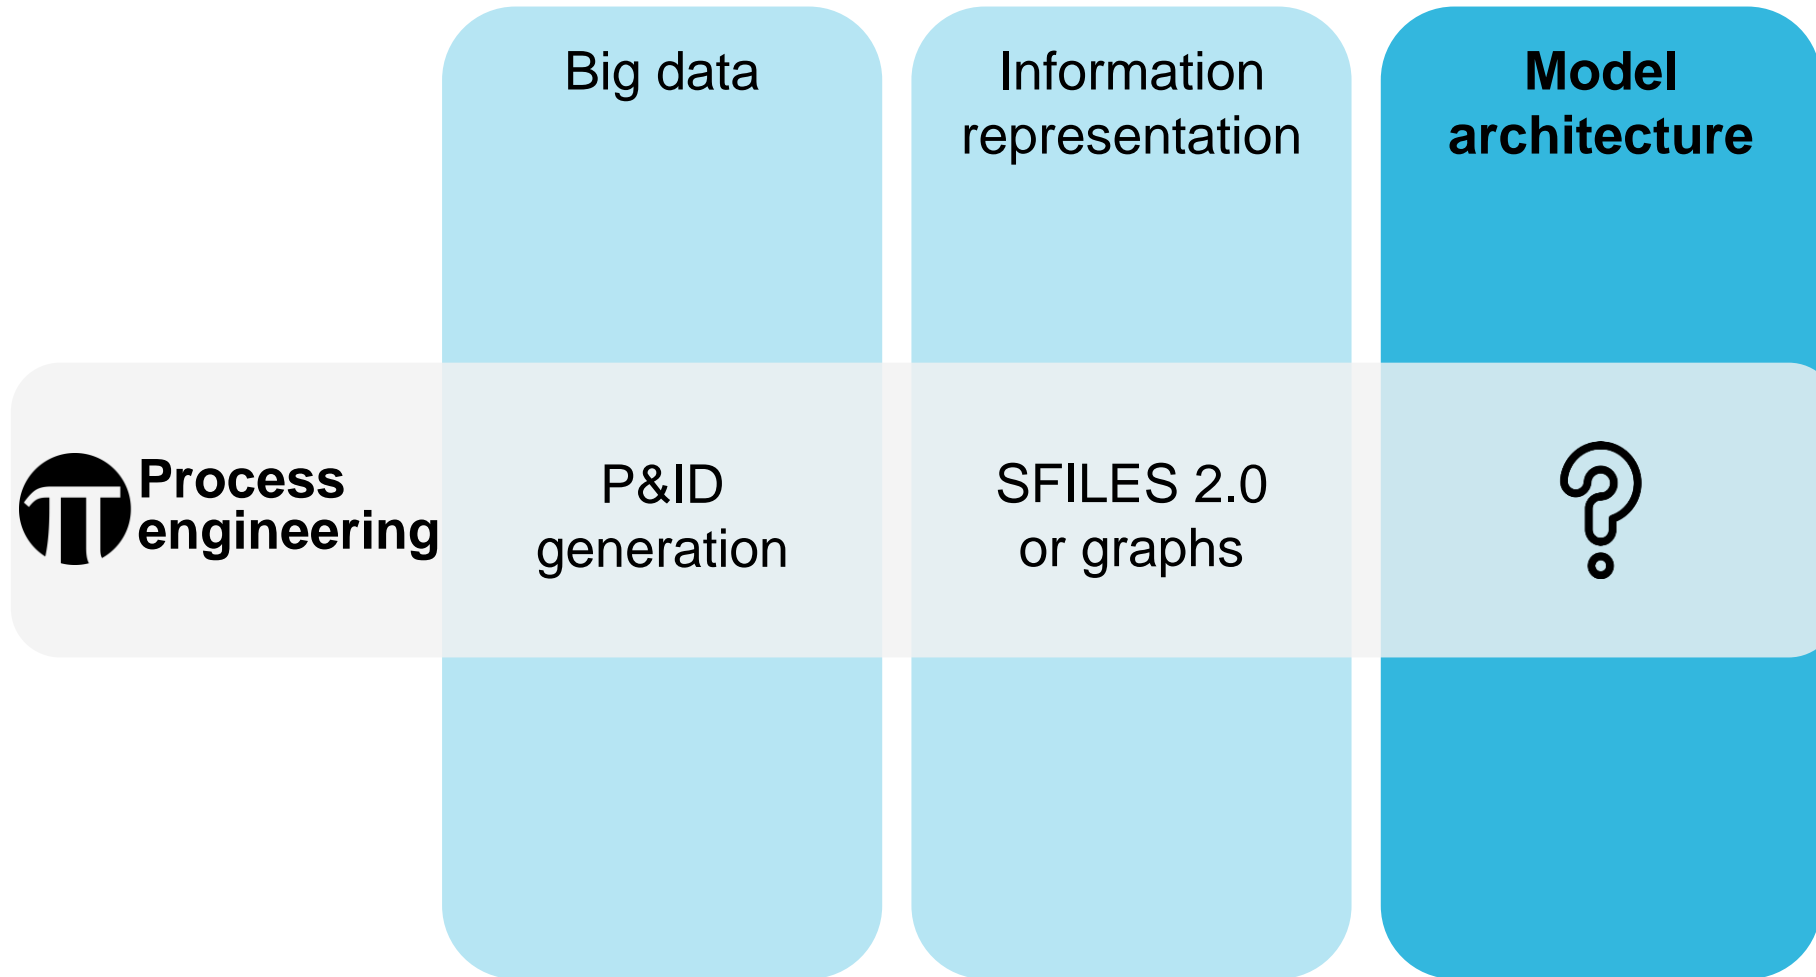 Big data
Information
representation
Model
architecture
Process
engineering
P&ID
generation
SFILES 2.0
or graphs
?